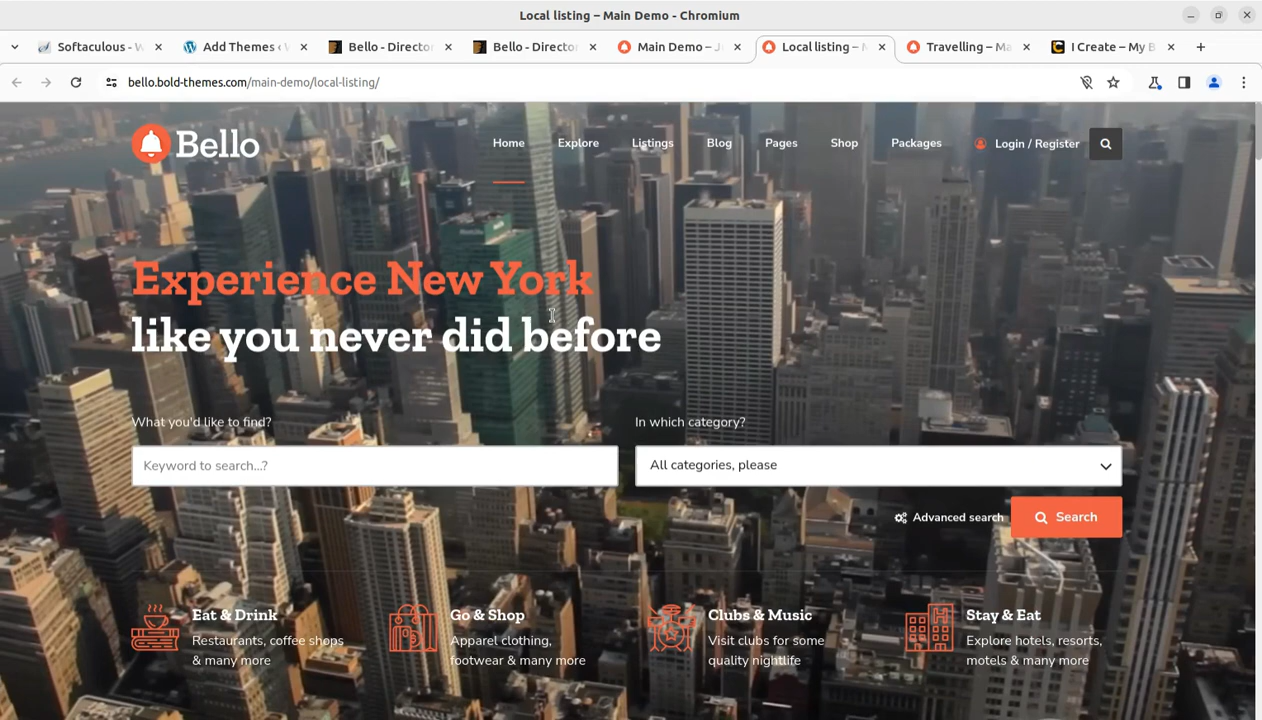 Local listing – Main Demo - Chromium
Softaculous - W
Add Themes ‹ W
Bello - Director
Bello - Director
Main Demo – J
Local listing – M
Travelling – Ma
I Create – My B
bello.bold-themes.com/main-demo/local-listing/
Bello
Home
Explore
Listings
Blog
Pages
Shop
Packages
Login / Register
Experience New York
like you never did before
What you'd like to find?
In which category?
Keyword to search...?
All categories, please
Advanced search
Search
Eat & Drink
Restaurants, coffee shops
& many more
Go & Shop
Apparel clothing,
footwear & many more
Clubs & Music
Visit clubs for some
quality nightlife
Stay & Eat
Explore hotels, resorts,
motels & many more